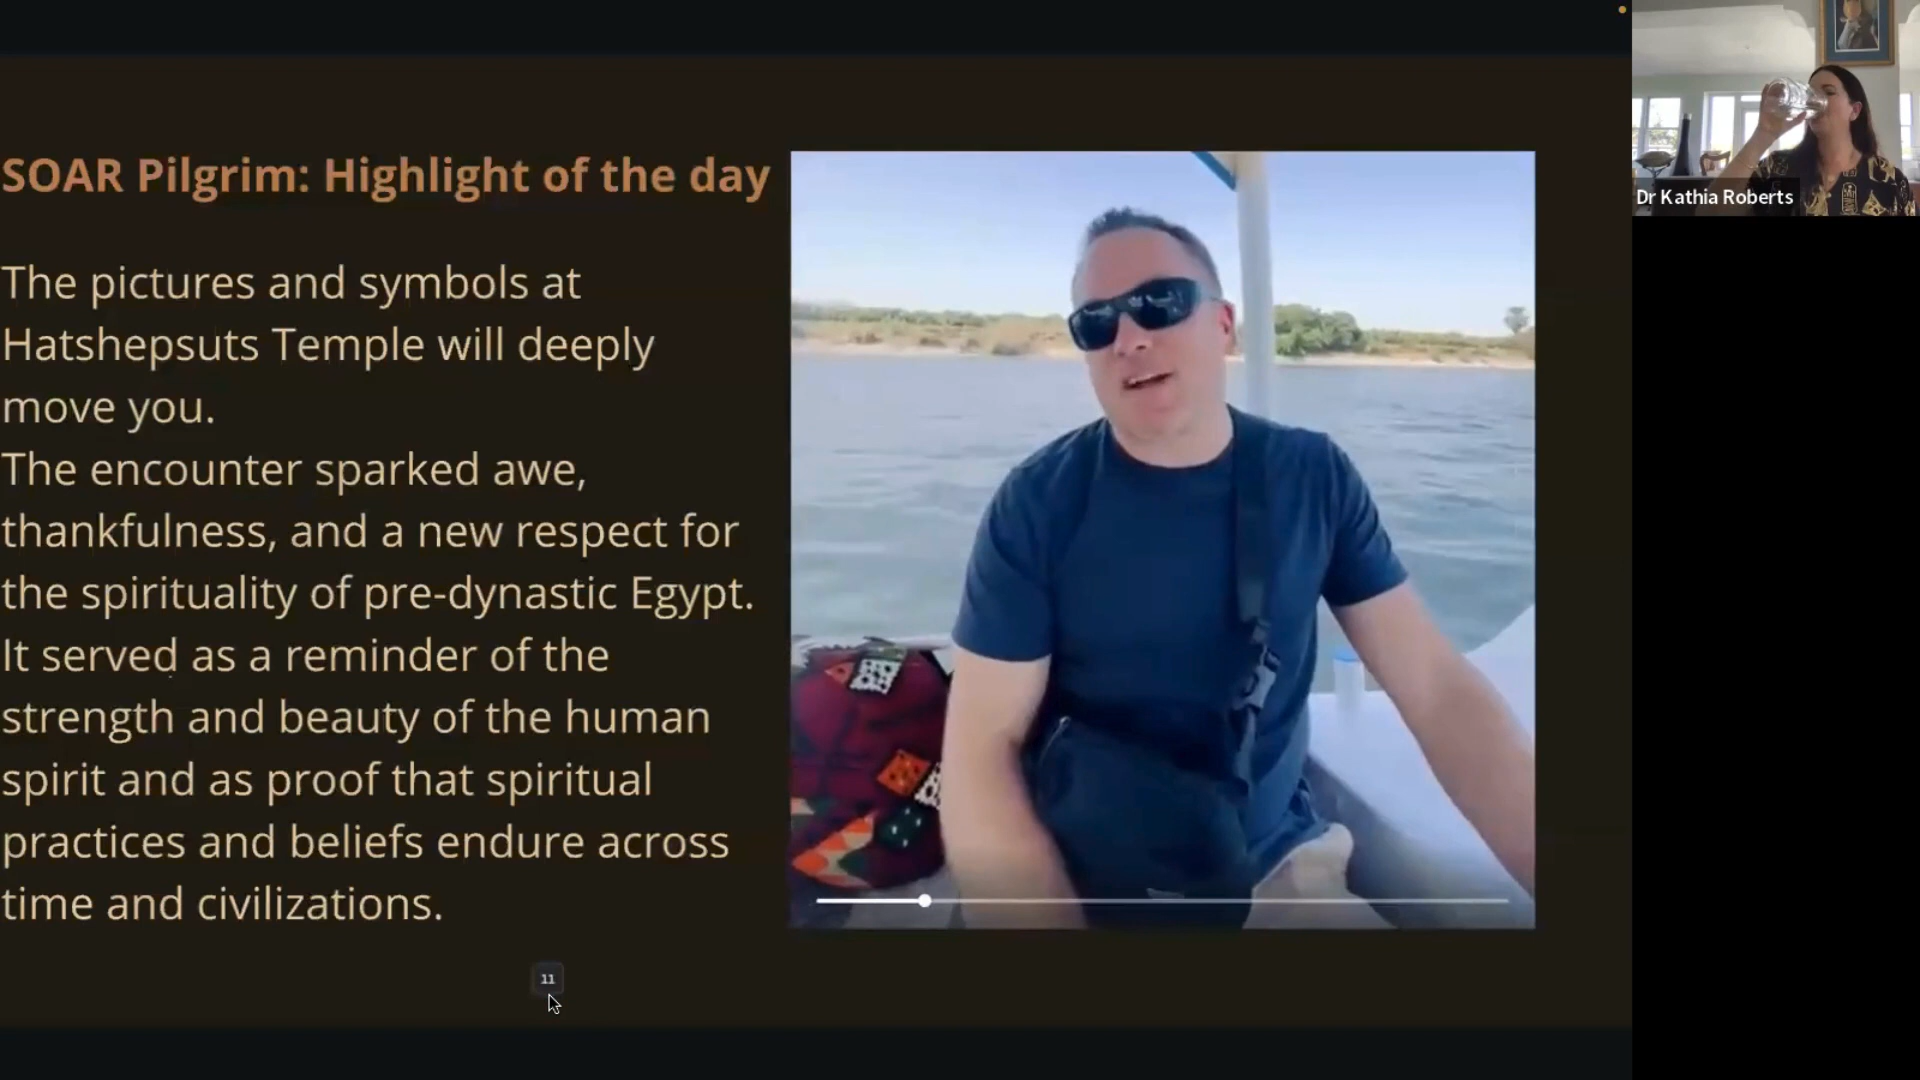 SOAR Pilgrim: Highlight of the day
The pictures and symbols at
Hatshepsuts Temple will deeply
move you.
The encounter sparked awe,
thankfulness, and a new respect for
the spirituality of pre-dynastic Egypt.
It served as a reminder of the
strength and beauty of the human
spirit and as proof that spiritual
practices and beliefs endure across
time and civilizations.
11
Dr Kathia Roberts